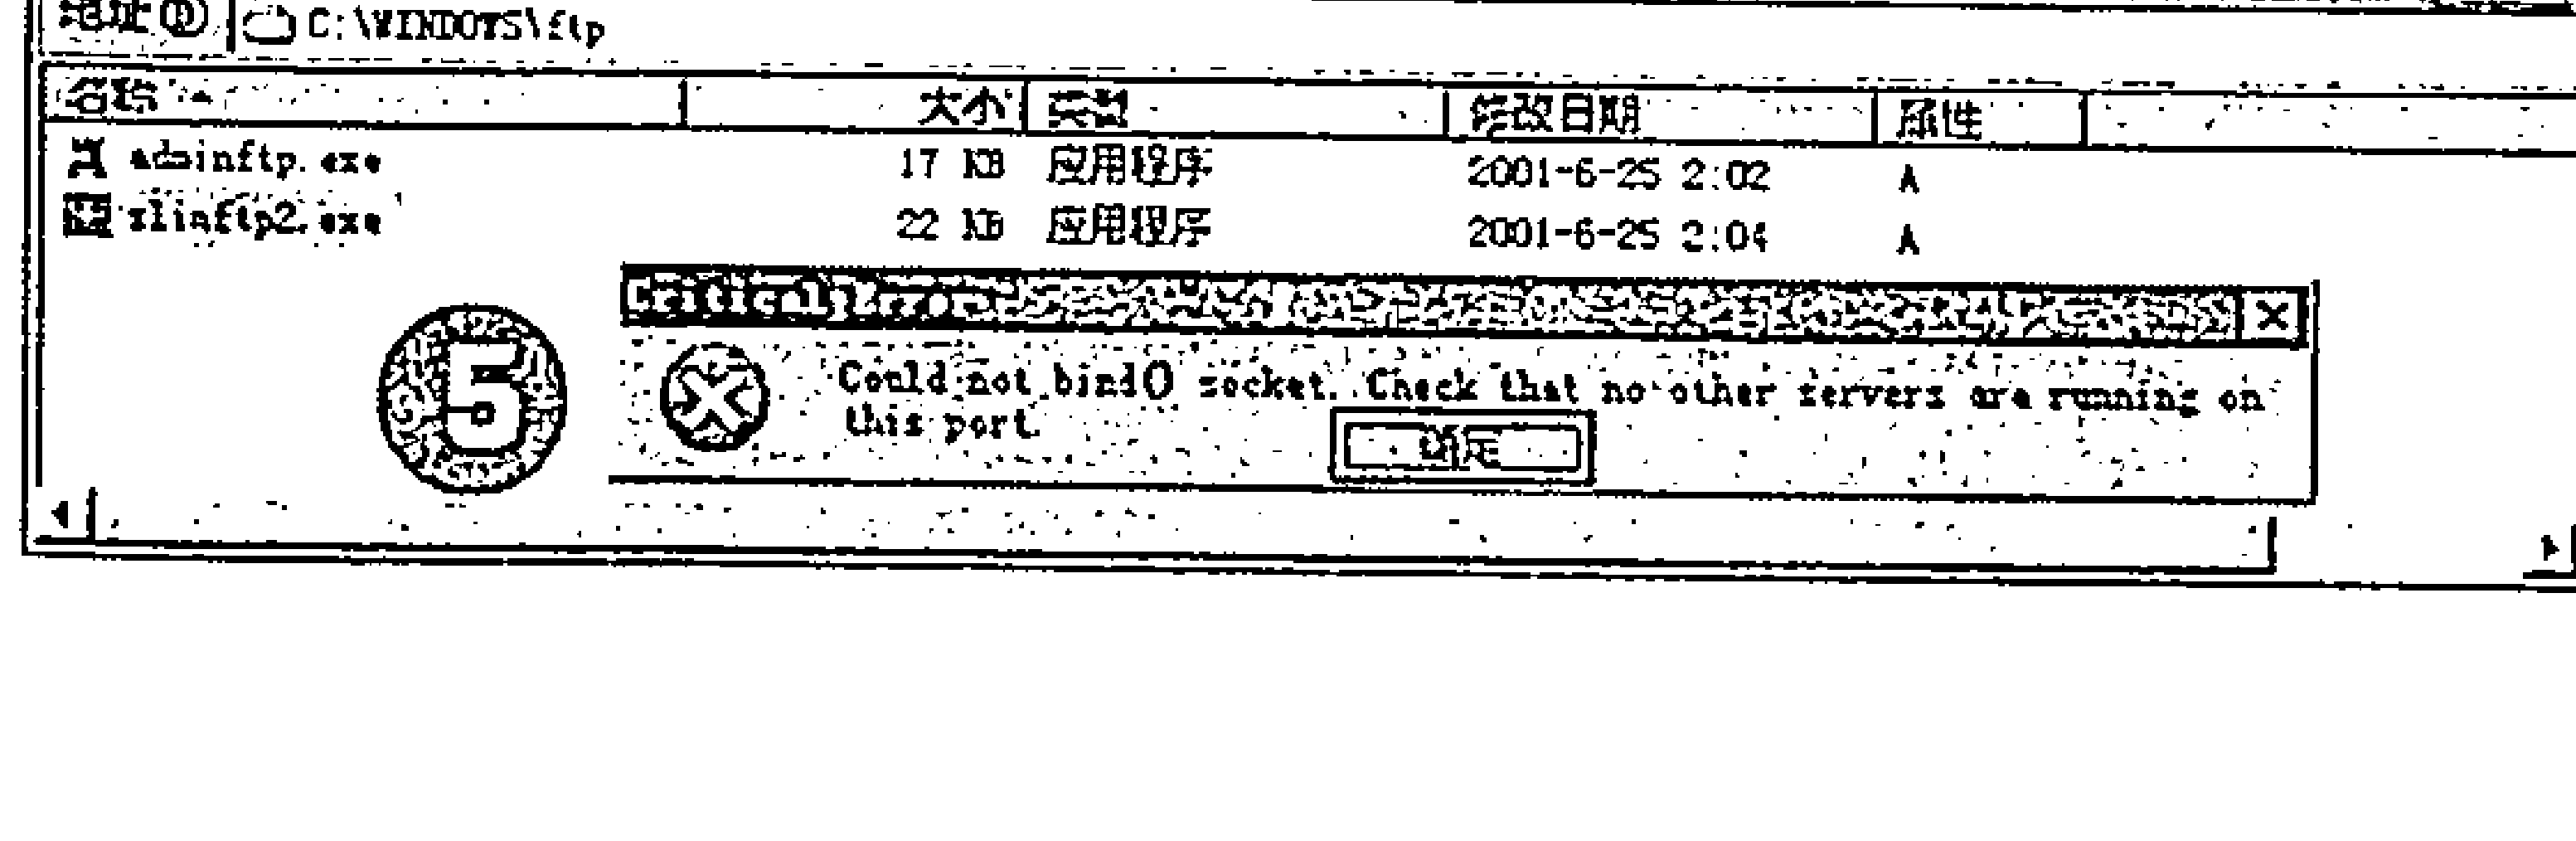 地址(D) C:\WINDOWS\ftp
名称 大小 类型 修改日期 属性
adminftp.exe 17 KB 应用程序 2001-6-25 2:02 A
slimftp2.exe 22 KB 应用程序 2001-6-25 2:04 A
Critical Error
5
Could not bind() socket. Check that no other servers are running on
this port.
确定